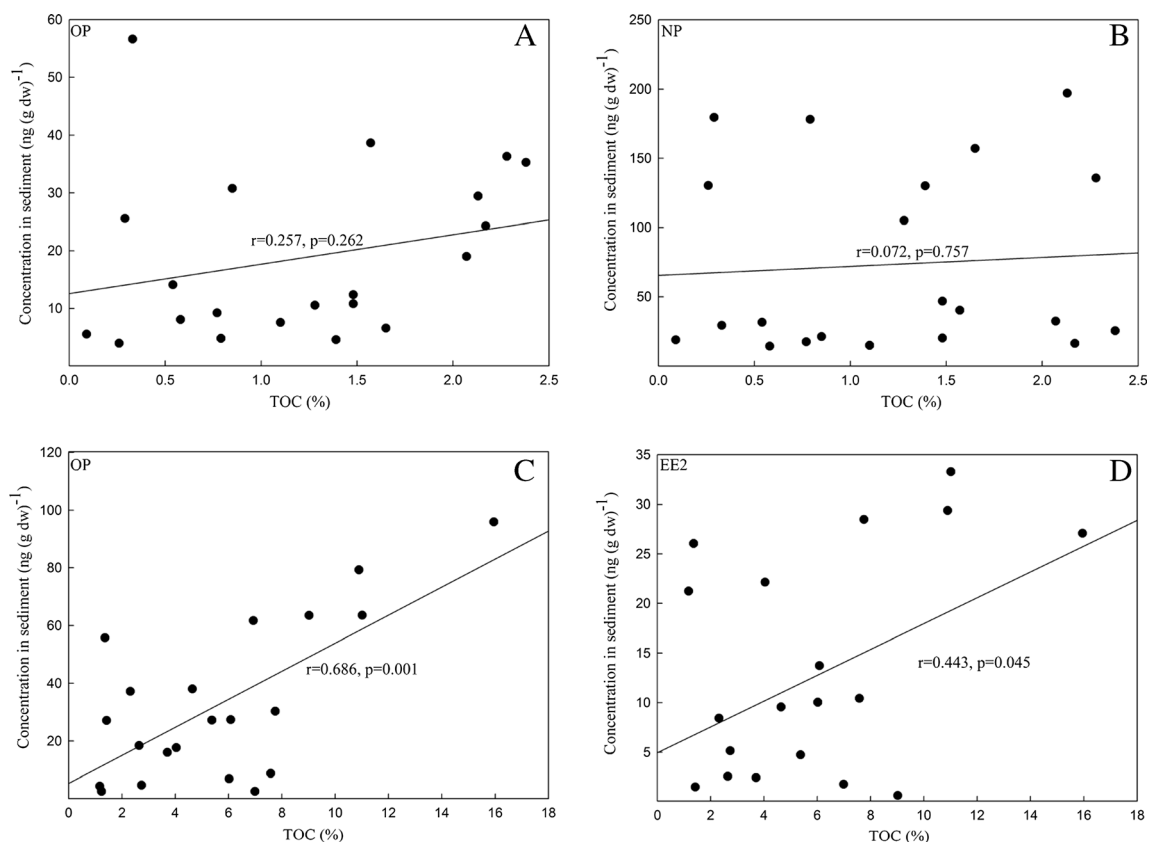 OP
A
Concentration in sediment (ng (g dw)-1)
60
50
40
30
20
10
r=0.257, p=0.262
0.0 0.5 1.0 1.5 2.0 2.5
TOC (%)
NP
B
Concentration in sediment (ng (g dw)-1)
250
200
150
100
50
r=0.072, p=0.757
0.0 0.5 1.0 1.5 2.0 2.5
TOC (%)
OP
C
Concentration in sediment (ng (g dw)-1)
120
100
80
60
40
20
r=0.686, p=0.001
0 2 4 6 8 10 12 14 16 18
TOC (%)
EE2
D
Concentration in sediment (ng (g dw)-1)
35
30
25
20
15
10
5
r=0.443, p=0.045
0 2 4 6 8 10 12 14 16 18
TOC (%)